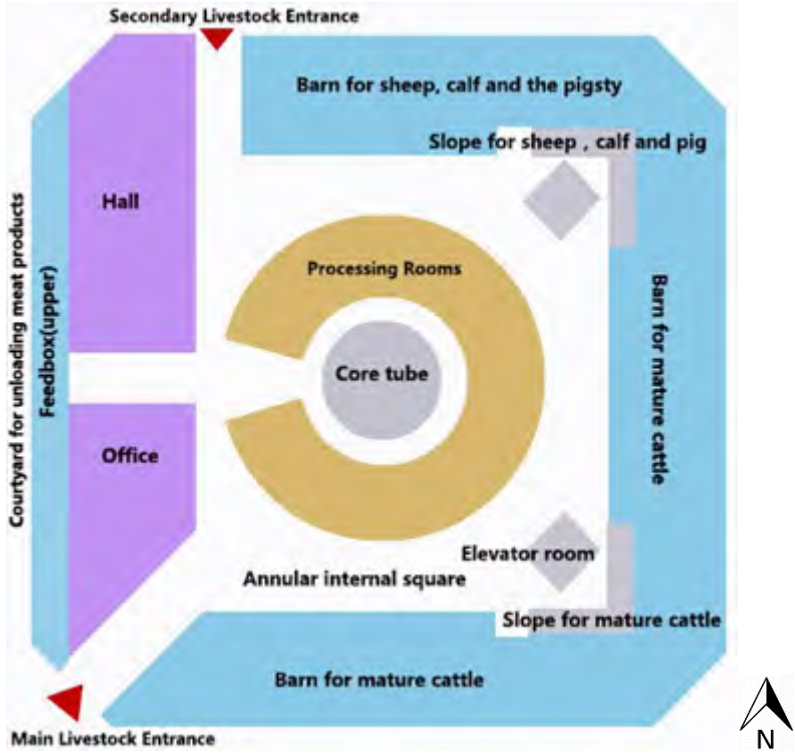 Secondary Livestock Entrance
Barn for sheep, calf and the pigsty
Slope for sheep , calf and pig
Hall
Courtyard for unloading meat products
Feedbox(upper)
Processing Rooms
Barn for mature cattle
Core tube
Office
Elevator room
Annular internal square
Slope for mature cattle
Barn for mature cattle
Main Livestock Entrance
N